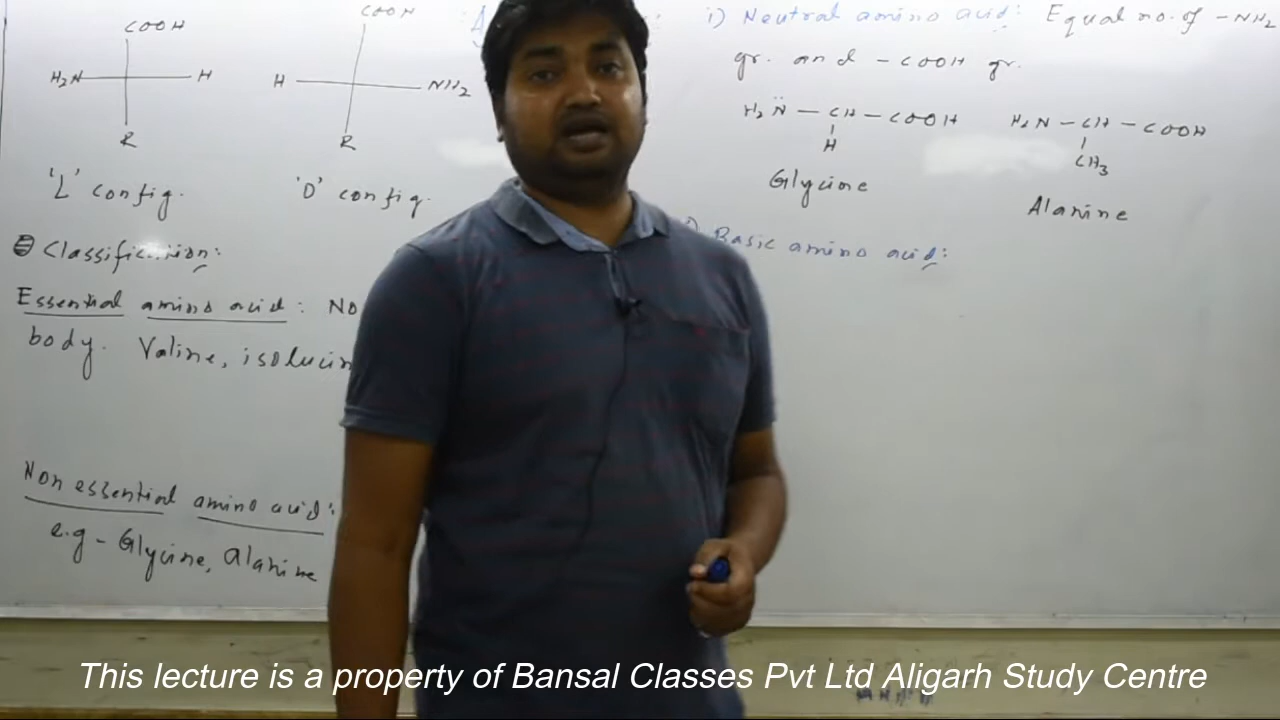 COOH
H₂N H
R
'L' config.
COOH
H NH₂
R
'D' config.
Classification:
Essential amino acid: No
body. Valine,
Non essential amino acid:
e.g - Glycine, Alanine
i) Neutral amino acid: Equal no. of -NH₂
gr. and -COOH gr.
H₂N̈ — CH — COOH
H
Glycine
H₂N — CH — COOH
CH₃
Alanine
Basic amino acid:
This lecture is a property of Bansal Classes Pvt Ltd Aligarh Study Centre